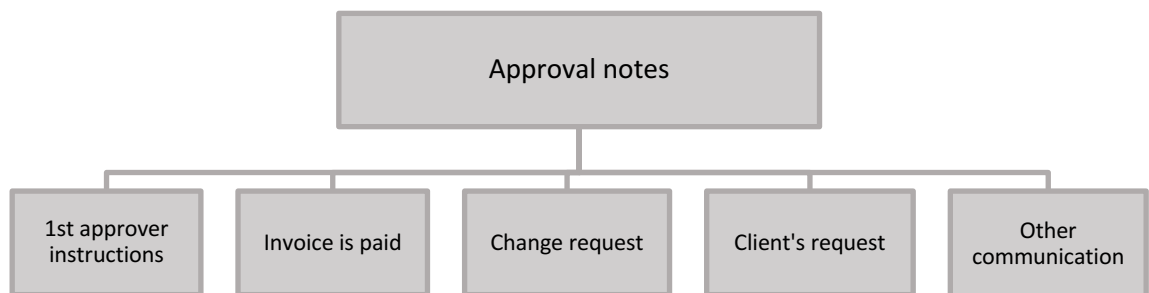 Approval notes
1st approver
instructions
Invoice is paid
Change request
Client's request
Other
communication